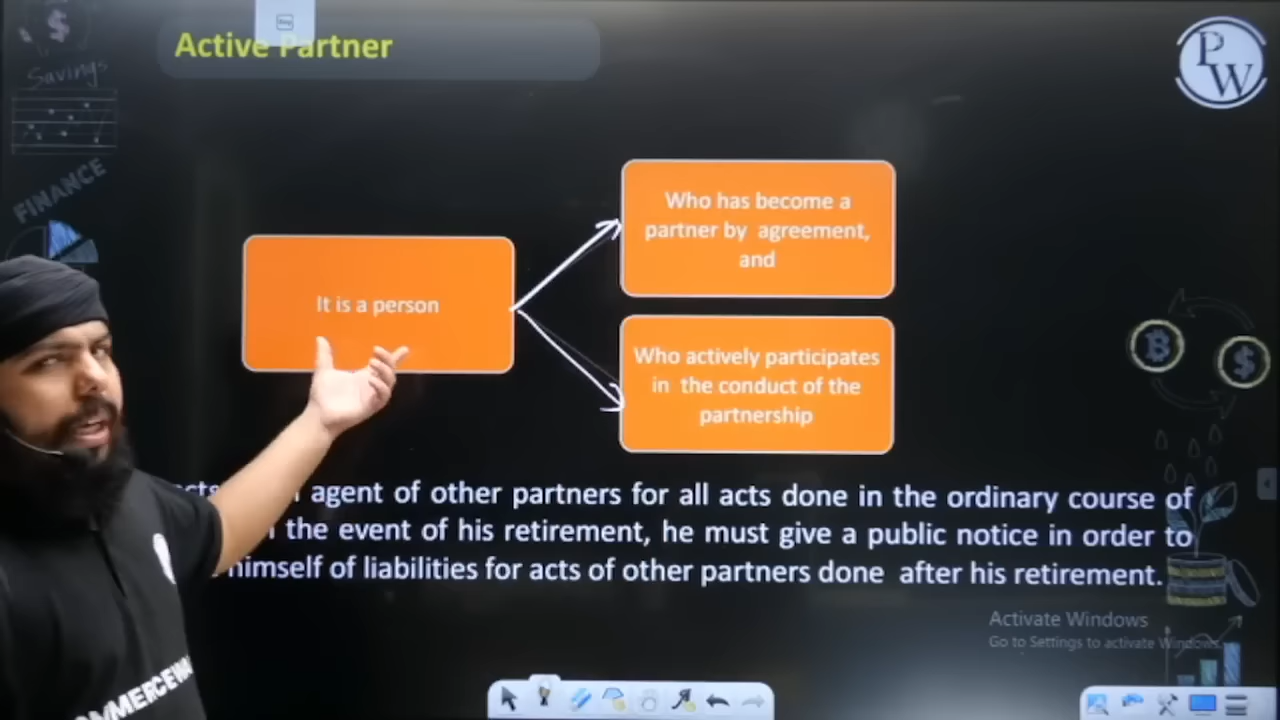 Active Partner
P
W
Savings
FINANCE
Who has become a
partner by agreement,
and
It is a person
Who actively participates
in the conduct of the
partnership
agent of other partners for all acts done in the ordinary course of
the event of his retirement, he must give a public notice in order to
himself of liabilities for acts of other partners done after his retirement.
Activate Windows
Go to Settings to activate Windows.